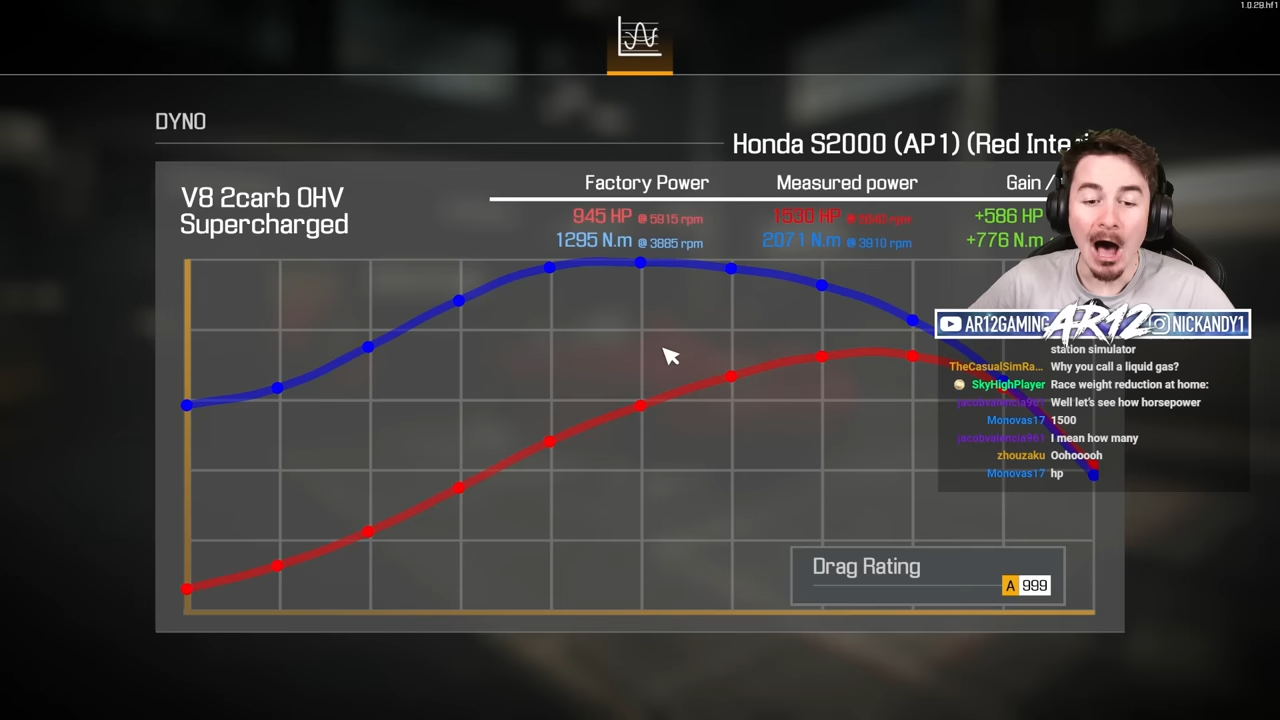 1.0.29.hf1
DYNO
Honda S2000 (AP1) (Red Interi
V8 2carb OHV
Supercharged
Factory Power
Measured power
Gain /
945 HP @ 5915 rpm
1530 HP
+586 HP
1295 N.m @ 3885 rpm
2071 N.m @ 3910 rpm
+776 N.m
AR12GAMING
AR12
NICKANDY1
station simulator
TheCasualSimRa... Why you call a liquid gas?
SkyHighPlayer Race weight reduction at home:
Well let's see how horsepower
Monovas17 1500
I mean how many
zhouzaku Oohooooh
Monovas17 hp
Drag Rating
A 999